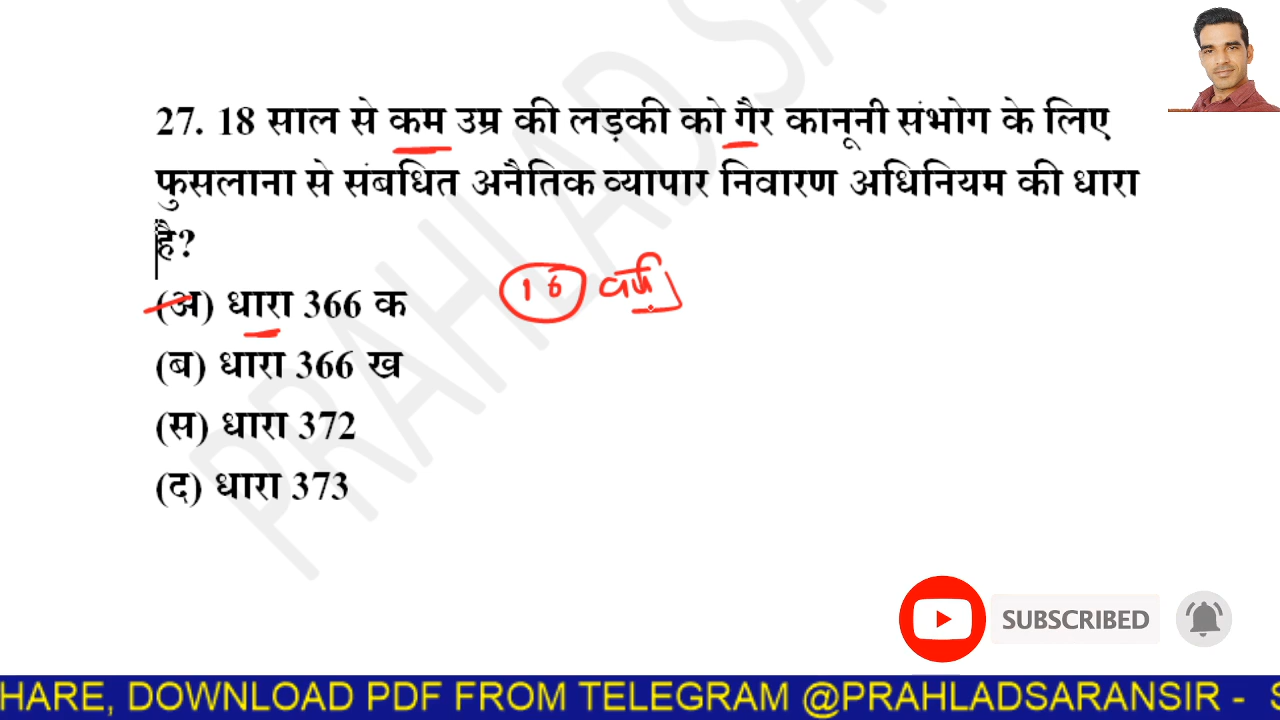 27. 18 साल से कम उम्र की लड़की को गैर कानूनी संभोग के लिए
फुसलाना से संबधित अनैतिक व्यापार निवारण अधिनियम की धारा
है?
(अ) धारा 366 क
16 वर्ष
(ब) धारा 366 ख
(स) धारा 372
(द) धारा 373
PRAHLAD SA
SUBSCRIBED
HARE, DOWNLOAD PDF FROM TELEGRAM @PRAHLADSARANSIR - S